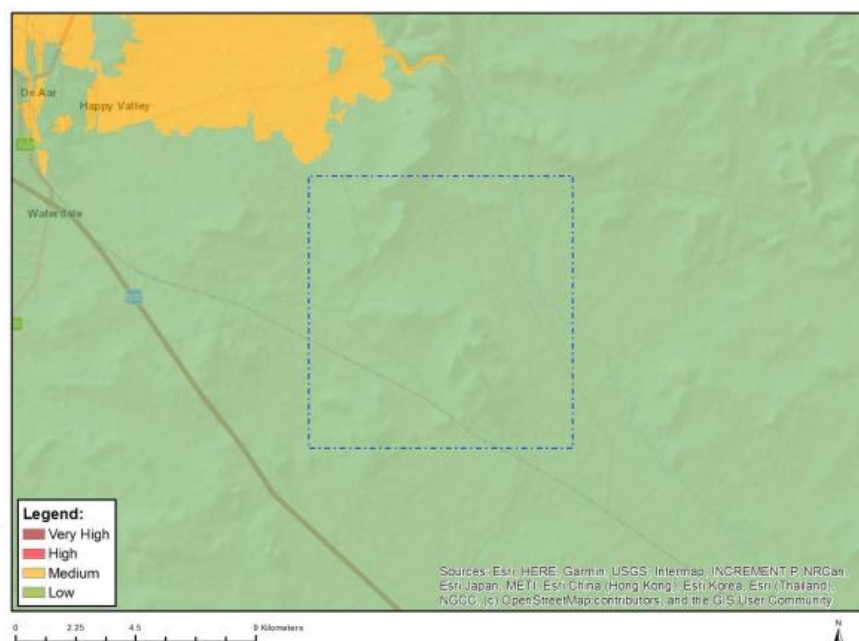 De Aar
Happy Valley
Waterdale
Legend:
Very High
High
Medium
Low
Sources: Esri, HERE, Garmin, USGS, Intermap, INCREMENT P, NRCan,
Esri Japan, METI, Esri China (Hong Kong), Esri Korea, Esri (Thailand),
NGCC, (c) OpenStreetMap contributors, and the GIS User Community
0 2.25 4.5 9 Kilometers
N